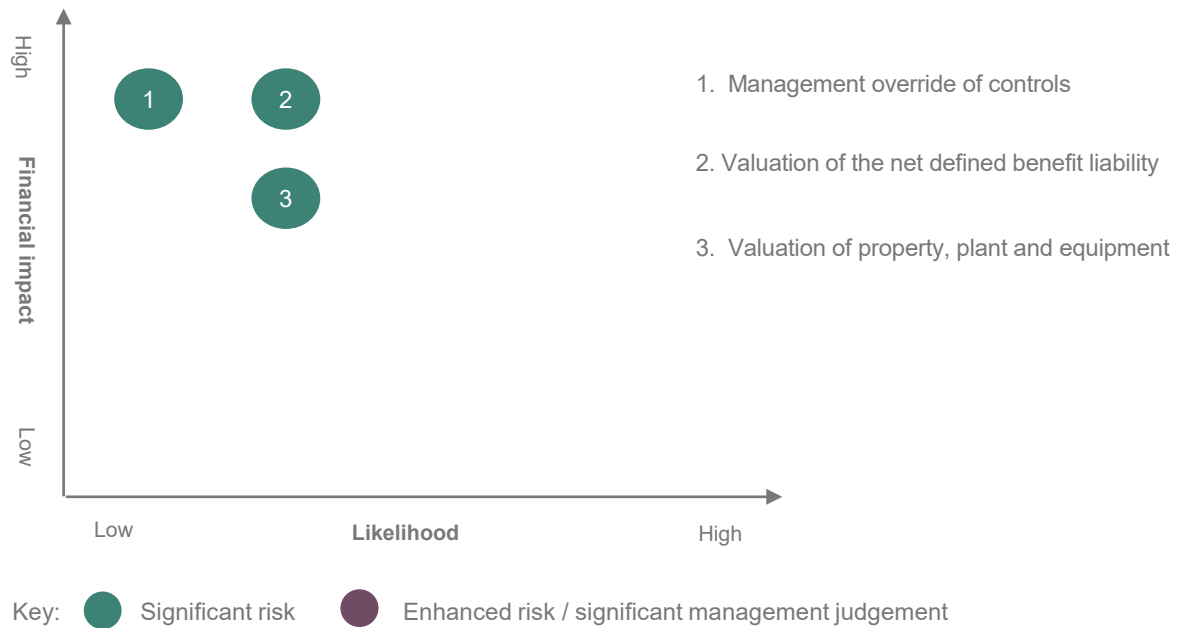 High
1
2
1. Management override of controls
2. Valuation of the net defined benefit liability
Financial impact
3
3. Valuation of property, plant and equipment
Low
Low
Likelihood
High
Key:
Significant risk
Enhanced risk / significant management judgement